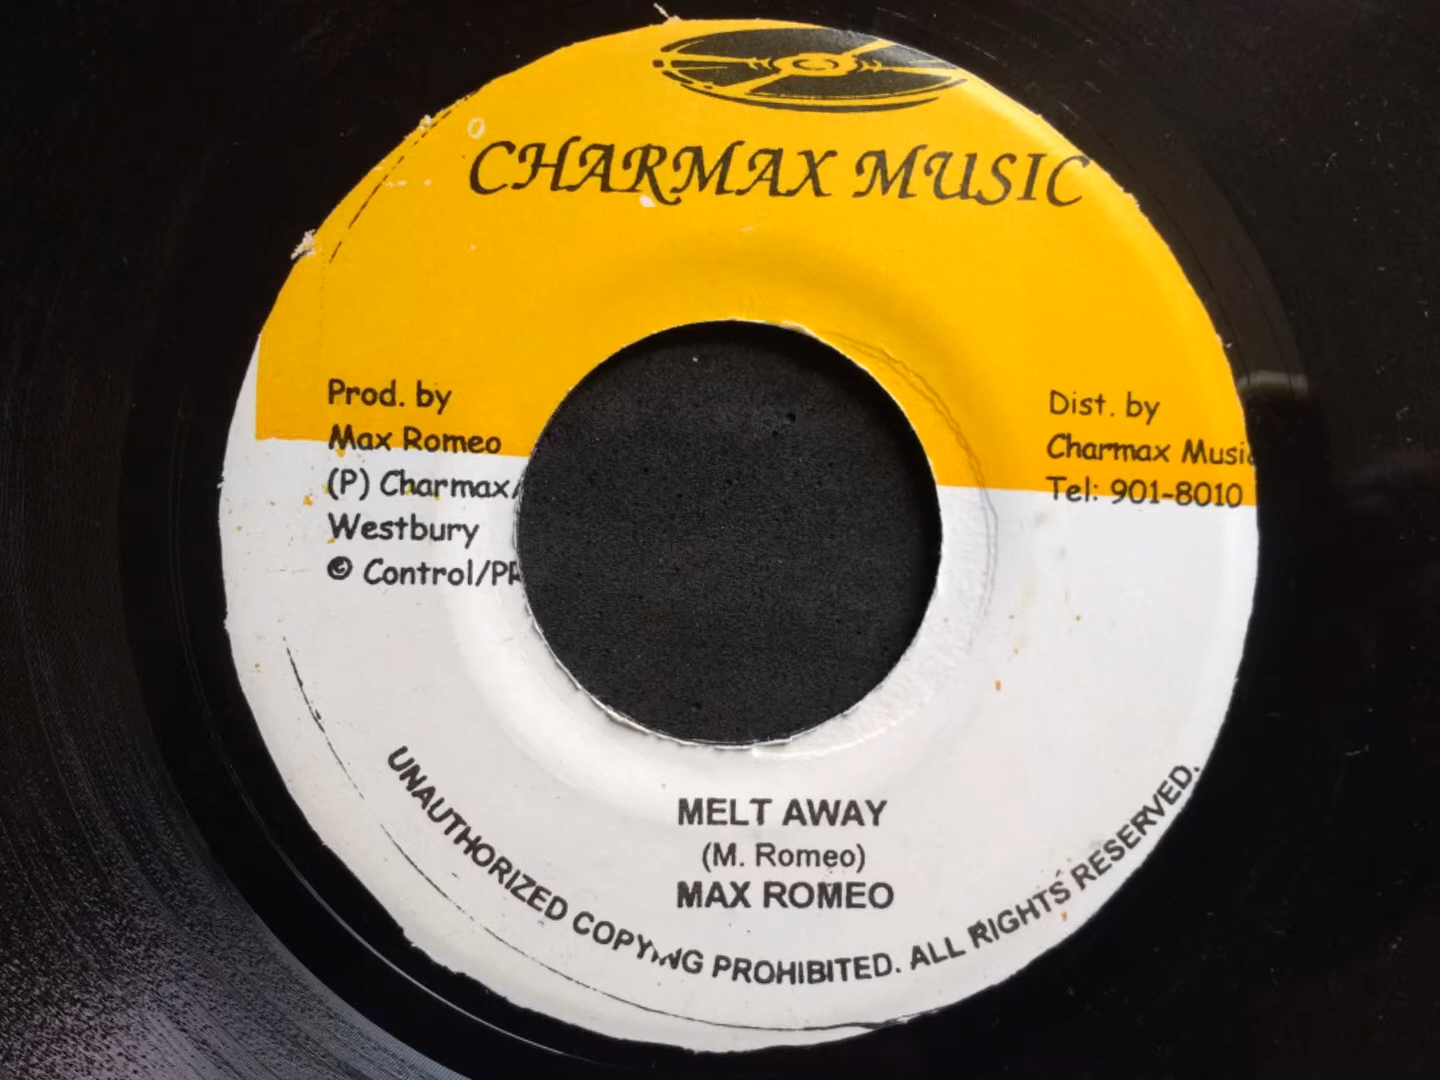 CHARMAX MUSIC
Prod. by
Max Romeo
(P) Charmax/
Westbury
© Control/PR
Dist. by
Charmax Music
Tel: 901-8010
MELT AWAY
(M. Romeo)
MAX ROMEO
UNAUTHORIZED COPYING PROHIBITED. ALL RIGHTS RESERVED.